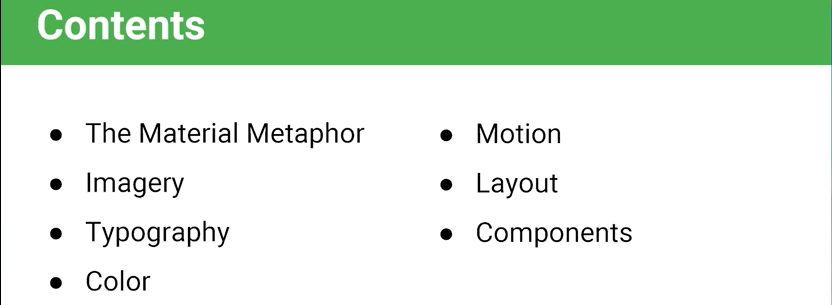 Contents
● The Material Metaphor
● Imagery
● Typography
● Color
● Motion
● Layout
● Components